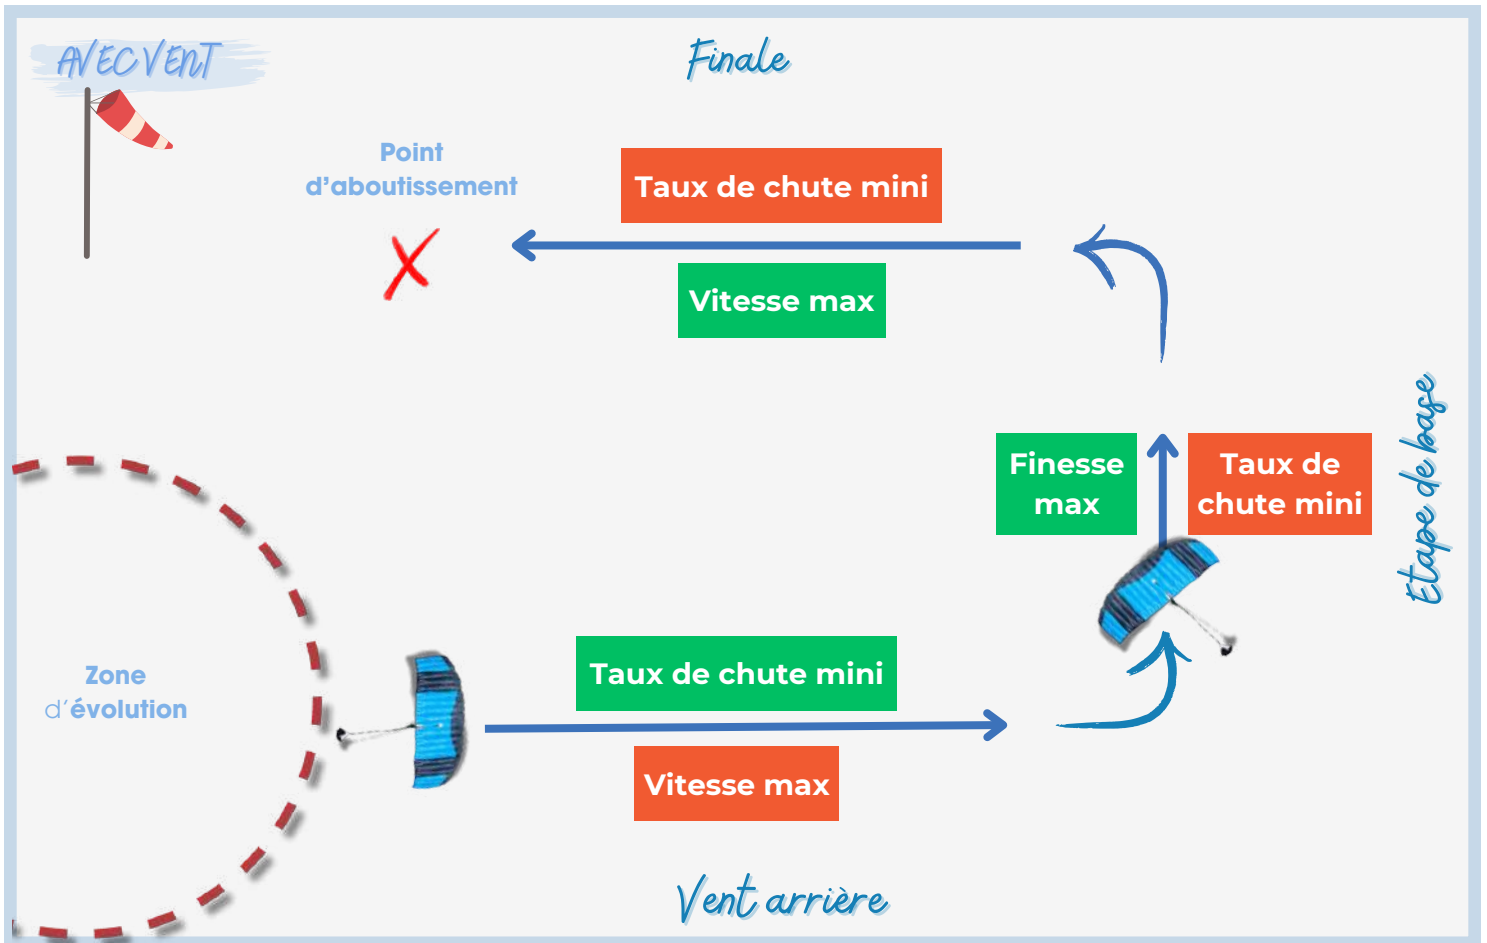 AVEC VENT
Finale
Point
d'aboutissement
Taux de chute mini
Vitesse max
Finesse
max
Taux de
chute mini
Etape de base
Zone
d'évolution
Taux de chute mini
Vitesse max
Vent arrière